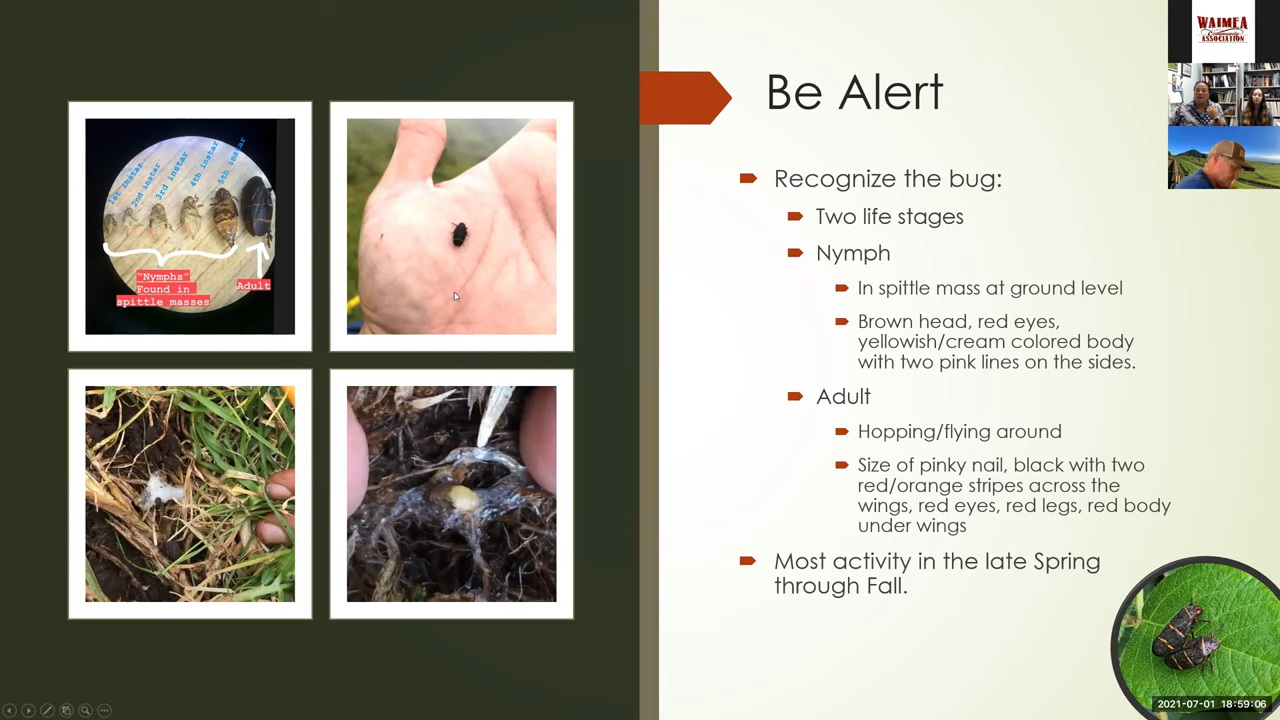 1st instar
2nd instar
3rd instar
4th instar
5th instar
"Nymphs"
Found in
spittle masses
Adult
Be Alert
Recognize the bug:
Two life stages
Nymph
In spittle mass at ground level
Brown head, red eyes,
yellowish/cream colored body
with two pink lines on the sides.
Adult
Hopping/flying around
Size of pinky nail, black with two
red/orange stripes across the
wings, red eyes, red legs, red body
under wings
Most activity in the late Spring
through Fall.
WAIMEA
Community
ASSOCIATION
2021-07-01 18:59:06